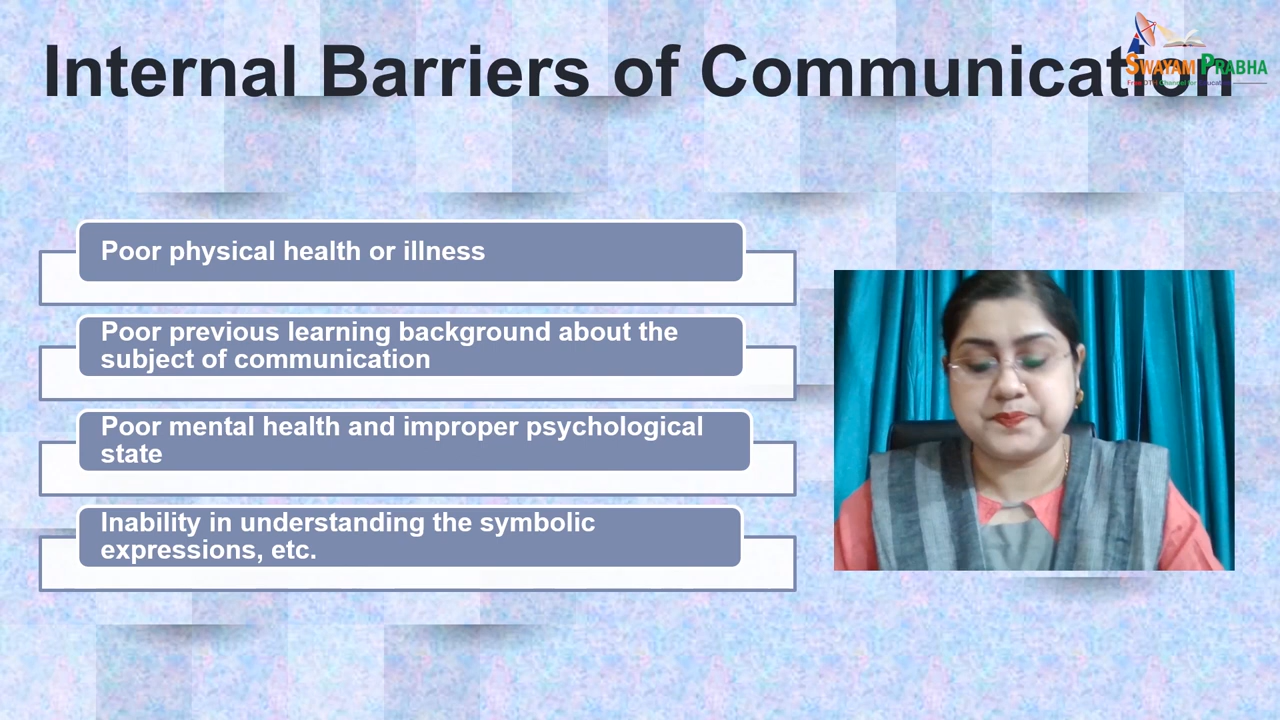 Internal Barriers of Communication
SWAYAM PRABHA
Poor physical health or illness
Poor previous learning background about the
subject of communication
Poor mental health and improper psychological
state
Inability in understanding the symbolic
expressions, etc.